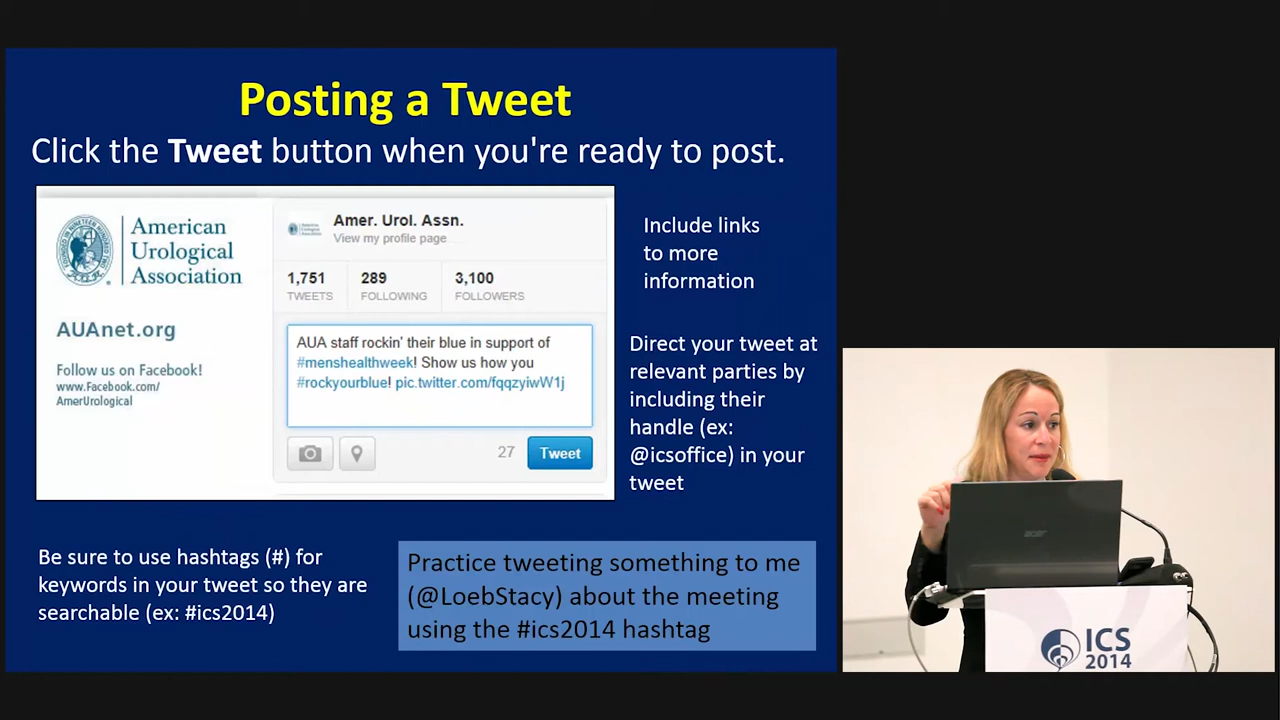 Posting a Tweet
Click the Tweet button when you're ready to post.
American
Urological
Association
AUAnet.org
Follow us on Facebook!
www.Facebook.com/
AmerUrological
Amer. Urol. Assn.
View my profile page
1,751
TWEETS
289
FOLLOWING
3,100
FOLLOWERS
AUA staff rockin' their blue in support of
#menshealthweek! Show us how you
#rockyourblue! pic.twitter.com/fqqzyiwW1j
27
Tweet
Include links
to more
information
Direct your tweet at
relevant parties by
including their
handle (ex:
@icsoffice) in your
tweet
Be sure to use hashtags (#) for
keywords in your tweet so they are
searchable (ex: #ics2014)
Practice tweeting something to me
(@LoebStacy) about the meeting
using the #ics2014 hashtag
acer
ICS
2014